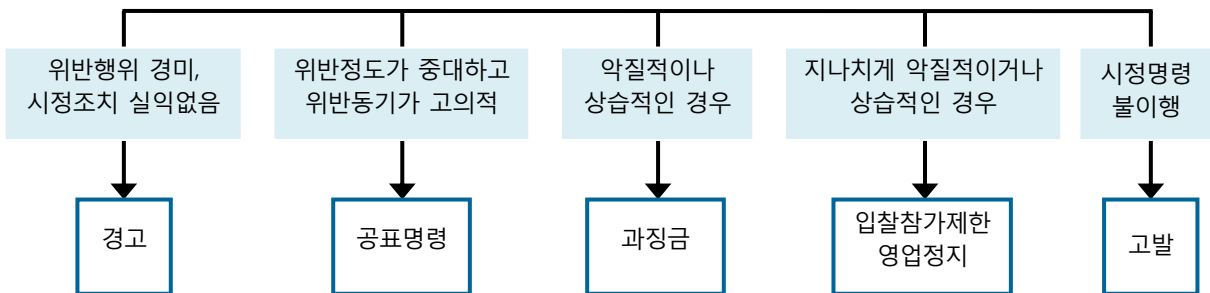 위반행위 경미,
시정조치 실익없음
위반정도가 중대하고
위반동기가 고의적
악질적이나
상습적인 경우
지나치게 악질적이거나
상습적인 경우
시정명령
불이행
경고
공표명령
과징금
입찰참가제한
영업정지
고발